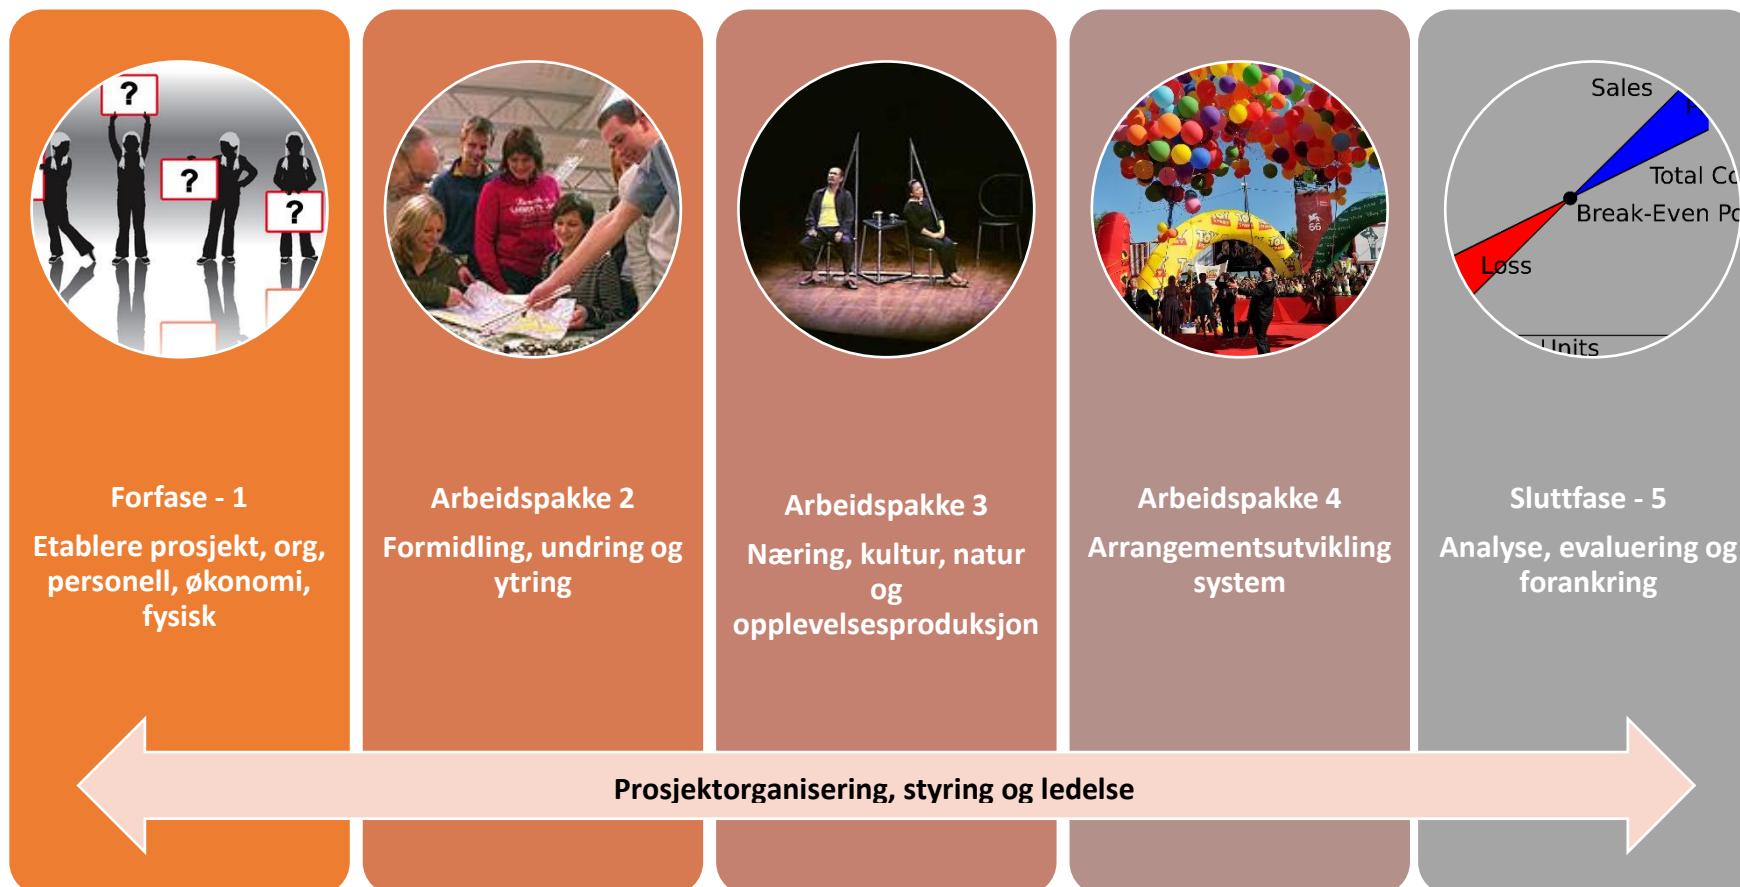 ?
?
?
Sales
Loss
Break-Even
Total
Units
Forfase - 1
Etablere prosjekt, org,
personell, økonomi,
fysisk
Arbeidspakke 2
Formidling, undring og
ytring
Arbeidspakke 3
Næring, kultur, natur
og
opplevelsesproduksjon
Arbeidspakke 4
Arrangementsutvikling
system
Sluttfase - 5
Analyse, evaluering og
forankring
Prosjektorganisering, styring og ledelse